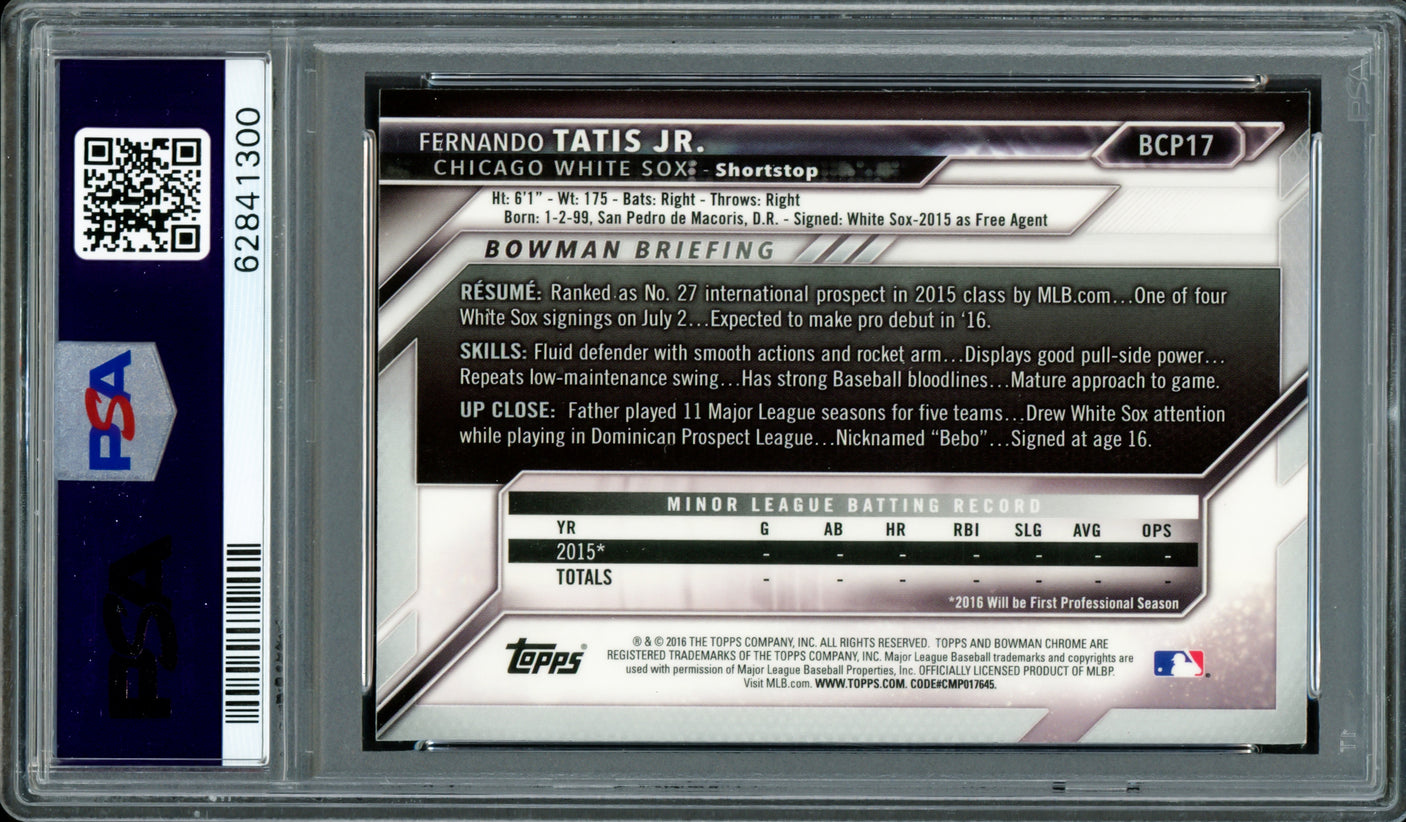 62841300
PSA
PSA
PSA
FERNANDO TATIS JR.
BCP17
CHICAGO WHITE SOX - Shortstop
Ht: 6'1" - Wt: 175 - Bats: Right - Throws: Right
Born: 1-2-99, San Pedro de Macoris, D.R. - Signed: White Sox-2015 as Free Agent
BOWMAN BRIEFING
RÉSUMÉ: Ranked as No. 27 international prospect in 2015 class by MLB.com...One of four
White Sox signings on July 2...Expected to make pro debut in '16.
SKILLS: Fluid defender with smooth actions and rocket arm...Displays good pull-side power...
Repeats low-maintenance swing...Has strong Baseball bloodlines...Mature approach to game.
UP CLOSE: Father played 11 Major League seasons for five teams...Drew White Sox attention
while playing in Dominican Prospect League...Nicknamed "Bebo"...Signed at age 16.
MINOR LEAGUE BATTING RECORD
YR G AB HR RBI SLG AVG OPS
2015* - - - - - - -
TOTALS - - - - - - -
*2016 Will be First Professional Season
Topps®
® & © 2016 THE TOPPS COMPANY, INC. ALL RIGHTS RESERVED. TOPPS AND BOWMAN CHROME ARE
REGISTERED TRADEMARKS OF THE TOPPS COMPANY, INC. Major League Baseball trademarks and copyrights are
used with permission of Major League Baseball Properties, Inc. OFFICIALLY LICENSED PRODUCT OF MLBP.
Visit MLB.com. WWW.TOPPS.COM. CODE#CMP017645.